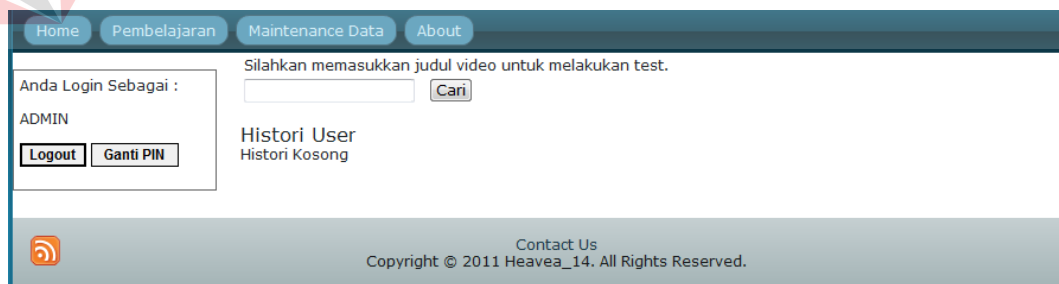 Home Pembelajaran Maintenance Data About
Silahkan memasukkan judul video untuk melakukan test.
Cari
Anda Login Sebagai :
ADMIN
Logout Ganti PIN
Histori User
Histori Kosong
Contact Us
Copyright © 2011 Heavea_14. All Rights Reserved.